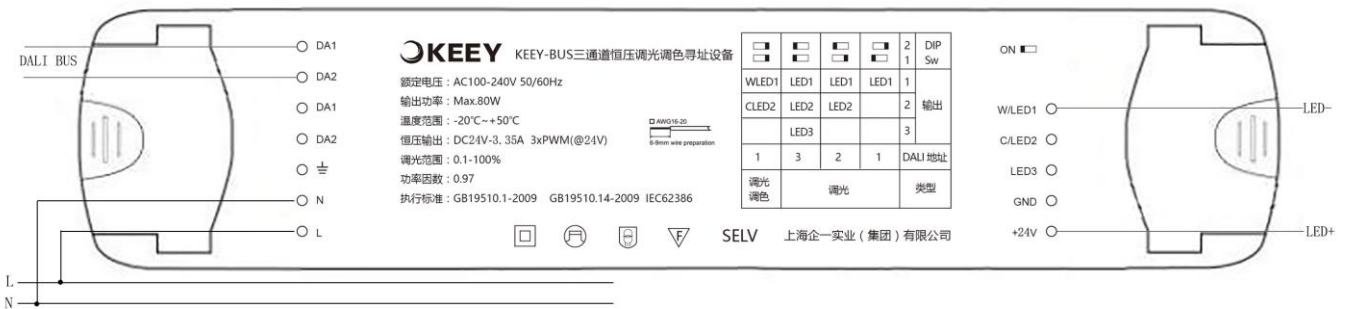 DALI BUS
DA1
DA2
DA1
DA2
N
L
L
N
KEEY KEEY-BUS三通道恒压调光调色寻址设备
额定电压：AC100-240V 50/60Hz
输出功率：Max.80W
温度范围：-20℃~+50℃
恒压输出：DC24V-3.35A 3xPWM(@24V)
调光范围：0.1-100%
功率因数：0.97
执行标准：GB19510.1-2009 GB19510.14-2009 IEC62386
AWG16-20
6-9mm wire preparation
2 DIP
1 Sw
WLED1 LED1 LED1 LED1 1
CLED2 LED2 LED2 2 输出
LED3 3
1 3 2 1 DALI地址
调光
调色 调光 类型
F
SELV 上海企一实业（集团）有限公司
ON
W/LED1
C/LED2
LED3
GND
+24V
LED-
LED+